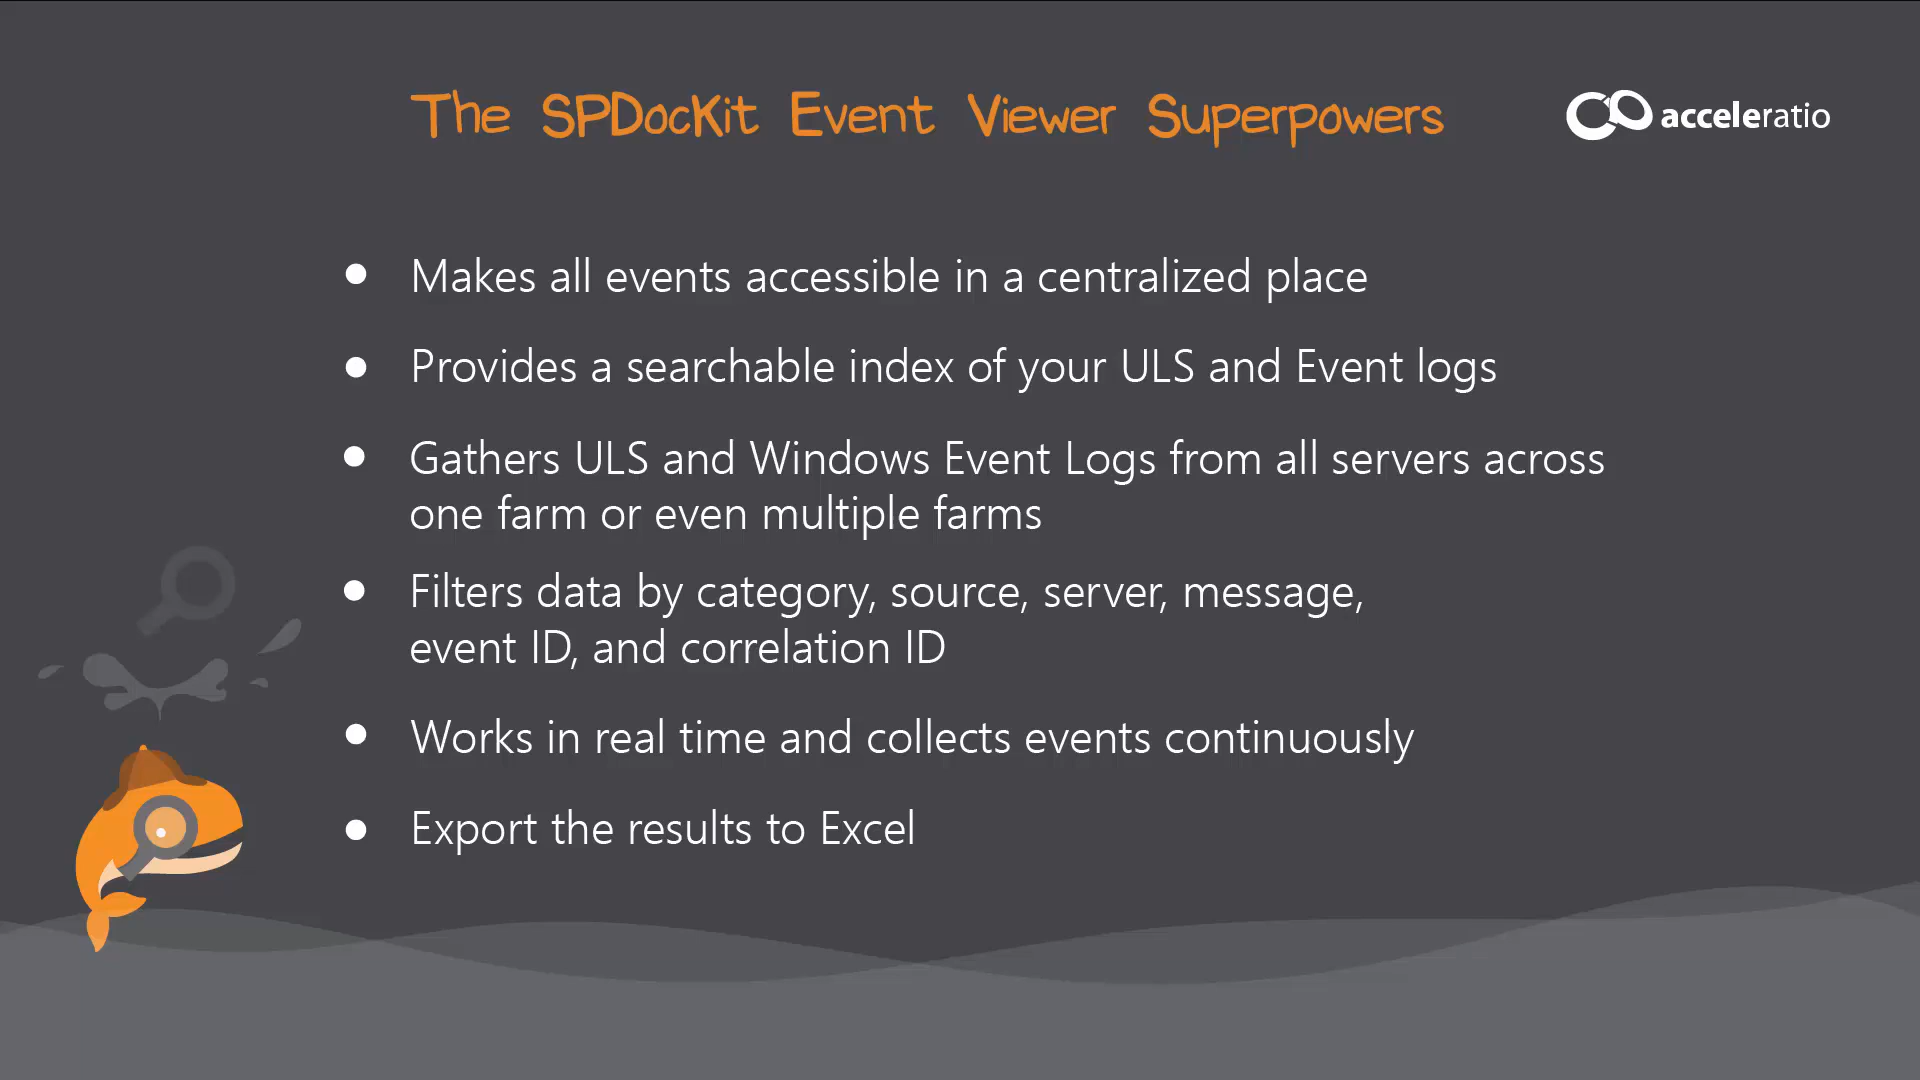 The SPDocKit Event Viewer Superpowers
acceleratio
● Makes all events accessible in a centralized place
● Provides a searchable index of your ULS and Event logs
● Gathers ULS and Windows Event Logs from all servers across
one farm or even multiple farms
● Filters data by category, source, server, message,
event ID, and correlation ID
● Works in real time and collects events continuously
● Export the results to Excel